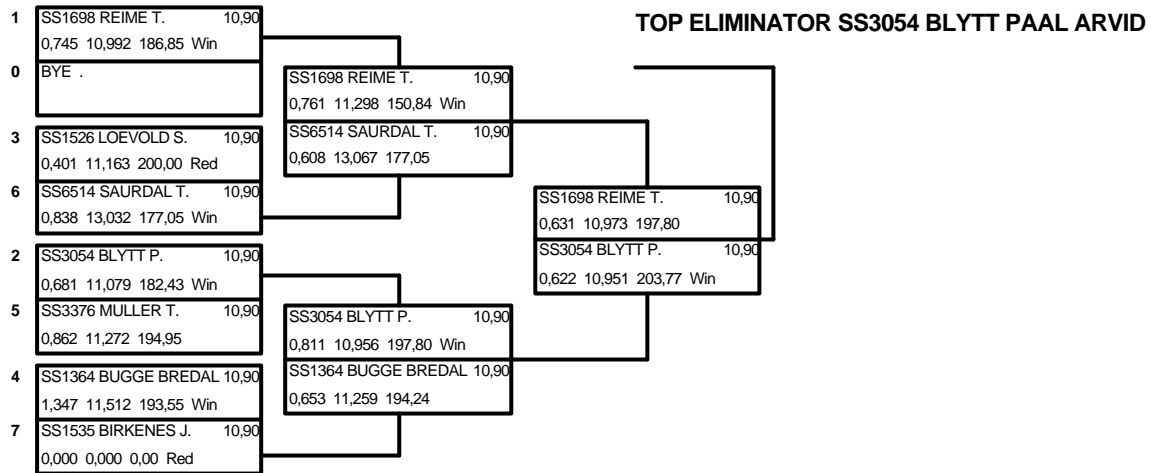 TOP ELIMINATOR SS3054 BLYTT PAAL ARVID
1 SS1698 REIME T. 10,90
0,745 10,992 186,85 Win
0 BYE .
3 SS1526 LOEVOLD S. 10,90
0,401 11,163 200,00 Red
6 SS6514 SAURDAL T. 10,90
0,838 13,032 177,05 Win
2 SS3054 BLYTT P. 10,90
0,681 11,079 182,43 Win
5 SS3376 MULLER T. 10,90
0,862 11,272 194,95
4 SS1364 BUGGE BREDAL 10,90
1,347 11,512 193,55 Win
7 SS1535 BIRKENES J. 10,90
0,000 0,000 0,00 Red
SS1698 REIME T. 10,90
0,761 11,298 150,84 Win
SS6514 SAURDAL T. 10,90
0,608 13,067 177,05
SS3054 BLYTT P. 10,90
0,811 10,956 197,80 Win
SS1364 BUGGE BREDAL 10,90
0,653 11,259 194,24
SS1698 REIME T. 10,90
0,631 10,973 197,80
SS3054 BLYTT P. 10,90
0,622 10,951 203,77 Win